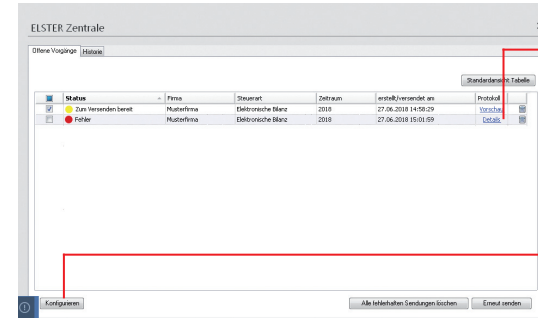 ELSTER Zentrale
Offene Vorgänge Historie
Standardansicht Tabelle
Status Firma Steuerart Zeitraum erstellt/versendet am Protokoll
Zum Versenden bereit Musterfirma Elektronische Bilanz 2018 27.06.2018 14:58:29 Vorschau
Fehler Musterfirma Elektronische Bilanz 2018 27.06.2018 15:01:59 Details
Konfigurieren Alle fehlerhaften Sendungen löschen Erneut senden